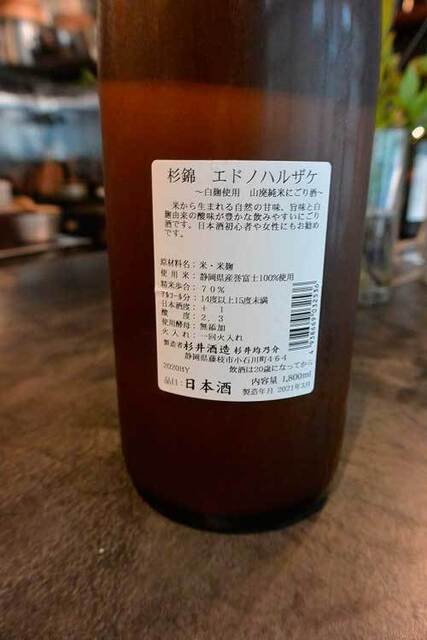 杉錦　エドノハルザケ
～白麹使用　山廃純米にごり酒～
米から生まれる自然の甘味、旨味と白
麹由来の酸味が豊かな飲みやすいにごり
酒です。日本酒初心者や女性にもお勧め
です。
原材料名：米・米麹
使用米：静岡県産誉富士100%使用
精米歩合：７０％
アルコール分：14度以上15度未満
日本酒度：＋１
酸度：２．３
使用酵母：無添加
火入れ：一回火入れ
製造者 杉井酒造 杉井均乃介
静岡県藤枝市小石川町4-6-4
2020HY
飲酒は20歳になってから
品目：日本酒
内容量 1,800ml
製造年月 2021年3月
4 938669 032536